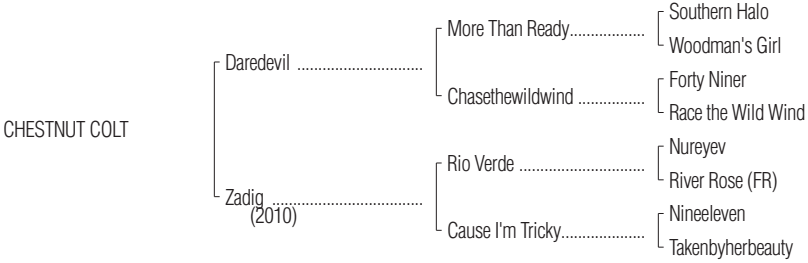 Southern Halo
More Than Ready..................
Woodman's Girl
Daredevil ..............................
Forty Niner
Chasethewildwind ................
Race the Wild Wind
CHESTNUT COLT
Nureyev
Rio Verde ..............................
River Rose (FR)
Zadig ....................................
(2010)
Nineeleven
Cause I'm Tricky....................
Takenbyherbeauty